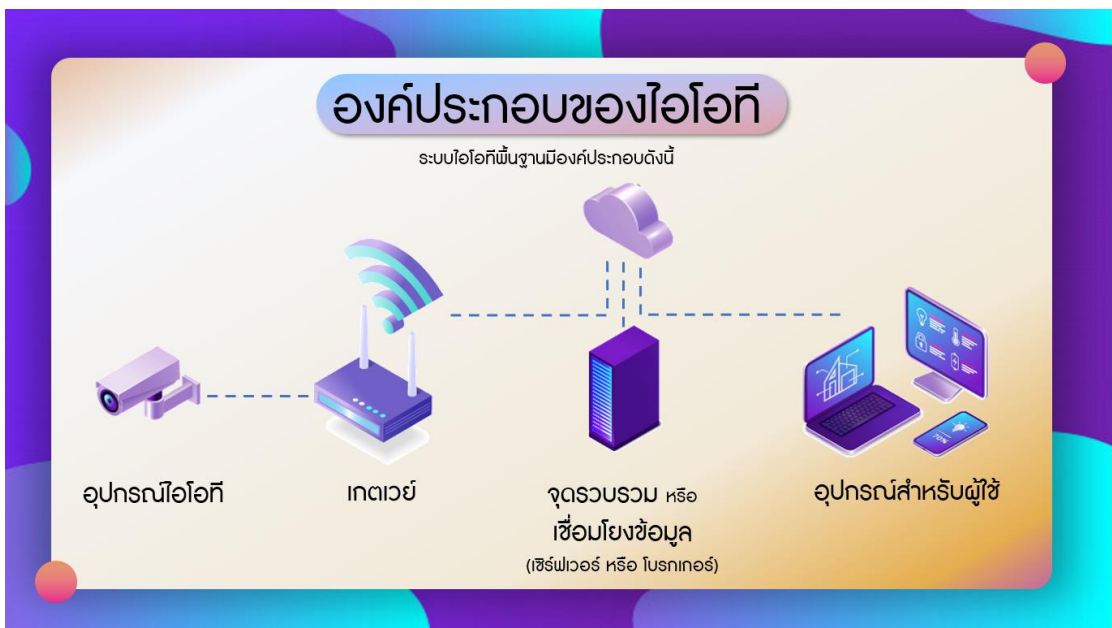 องค์ประกอบของไอโอที
ระบบไอโอทีพื้นฐานมีองค์ประกอบดังนี้
อุปกรณ์ไอโอที
เกตเวย์
จุดรวบรวม หรือ
เชื่อมโยงข้อมูล
(เซิร์ฟเวอร์ หรือ โบรกเกอร์)
อุปกรณ์สำหรับผู้ใช้
70%